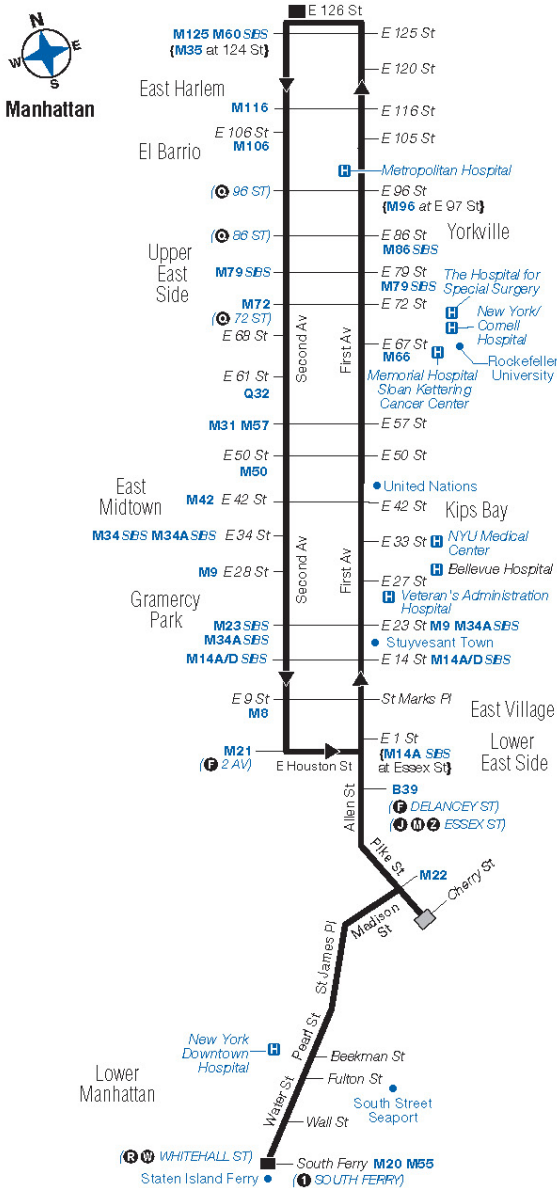 E 126 St
N
E
W
S
Manhattan
M125 M60 SBS
{M35 at 124 St}
E 125 St
E 120 St
East Harlem
M116
E 116 St
E 106 St
M106
E 105 St
El Barrio
H Metropolitan Hospital
(Q 96 ST)
E 96 St
{M96 at E 97 St}
(Q 86 ST)
E 86 St
M86 SBS
Yorkville
Upper
East
Side
M79 SBS
E 79 St
M79 SBS
The Hospital for
Special Surgery
H
M72
(Q 72 ST)
E 72 St
New York/
Cornell
Hospital
H
E 68 St
Second Av
First Av
E 67 St
M66
H
Memorial Hospital
Sloan Kettering
Cancer Center
Rockefeller
University
E 61 St
Q32
M31 M57
E 57 St
E 50 St
M50
E 50 St
United Nations
East
Midtown
M42 E 42 St
E 42 St
Kips Bay
M34 SBS M34A SBS E 34 St
E 33 St
H NYU Medical
Center
Second Av
First Av
M9 E 28 St
H Bellevue Hospital
E 27 St
H Veteran's Administration
Hospital
Gramercy
Park
M23 SBS
M34A SBS
E 23 St M9 M34A SBS
Stuyvesant Town
M14A/D SBS
E 14 St M14A/D SBS
E 9 St
M8
St Marks Pl
East Village
M21
(F 2 AV)
E Houston St
E 1 St
{M14A SBS
at Essex St}
Lower
East Side
Allen St
B39
(F DELANCEY ST)
(J M Z ESSEX ST)
Pike St
M22
Cherry St
Madison
St
St James Pl
New York
Downtown
Hospital
H
Pearl St
Beekman St
Fulton St
Lower
Manhattan
Water St
South Street
Seaport
Wall St
(R W WHITEHALL ST)
South Ferry M20 M55
Staten Island Ferry
(1 SOUTH FERRY)